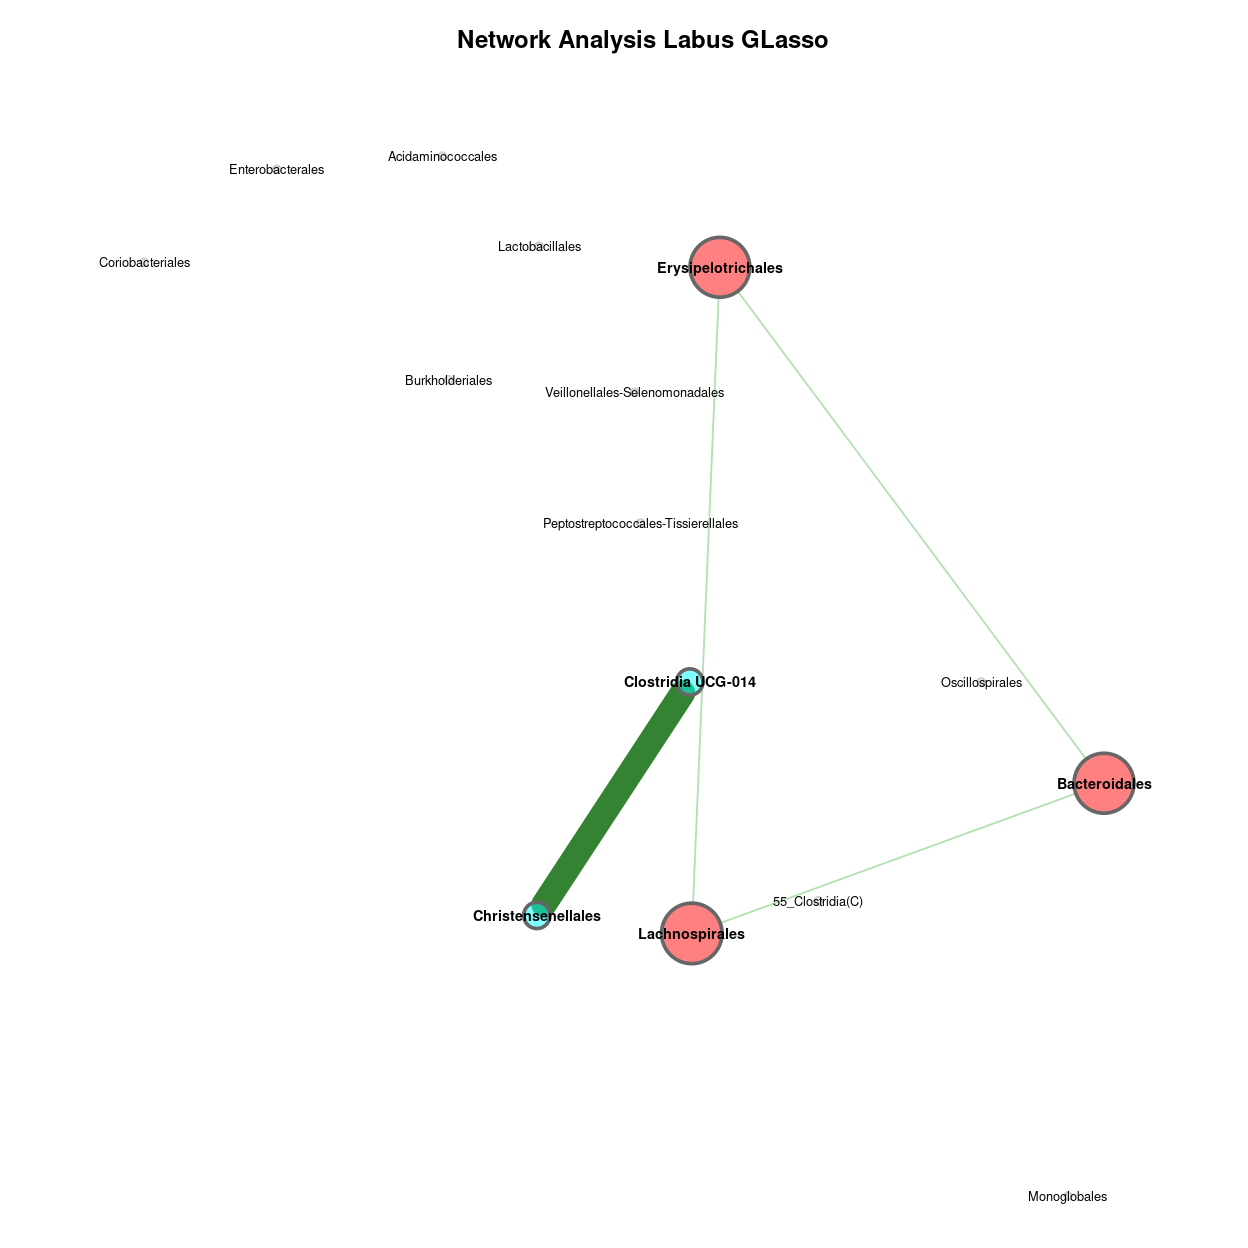 Network Analysis Labus GLasso
Acidaminococcales
Enterobacterales
Lactobacillales
Coriobacteriales
Erysipelotrichales
Burkholderiales
Veillonellales-Selenomonadales
Peptostreptococcales-Tissierellales
Clostridia UCG-014
Oscillospirales
Bacteroidales
55_Clostridia(C)
Christensenellales
Lachnospirales
Monoglobales